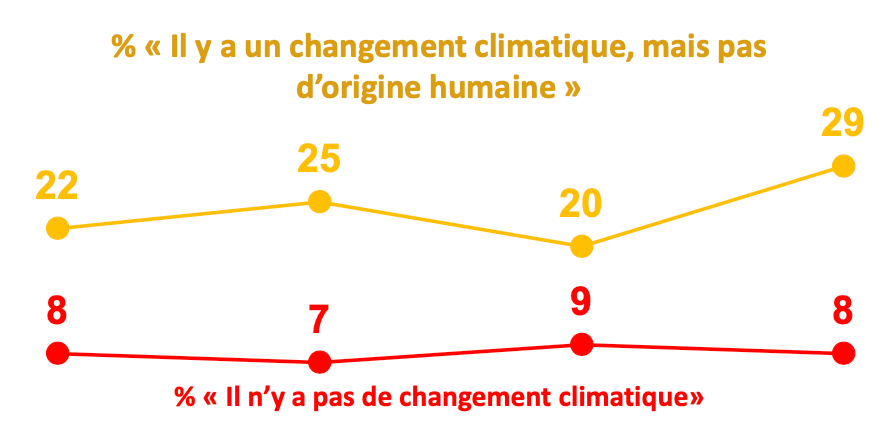 % « Il y a un changement climatique, mais pas
d’origine humaine »
29
25
22
20
9
8
7
8
% « Il n’y a pas de changement climatique»